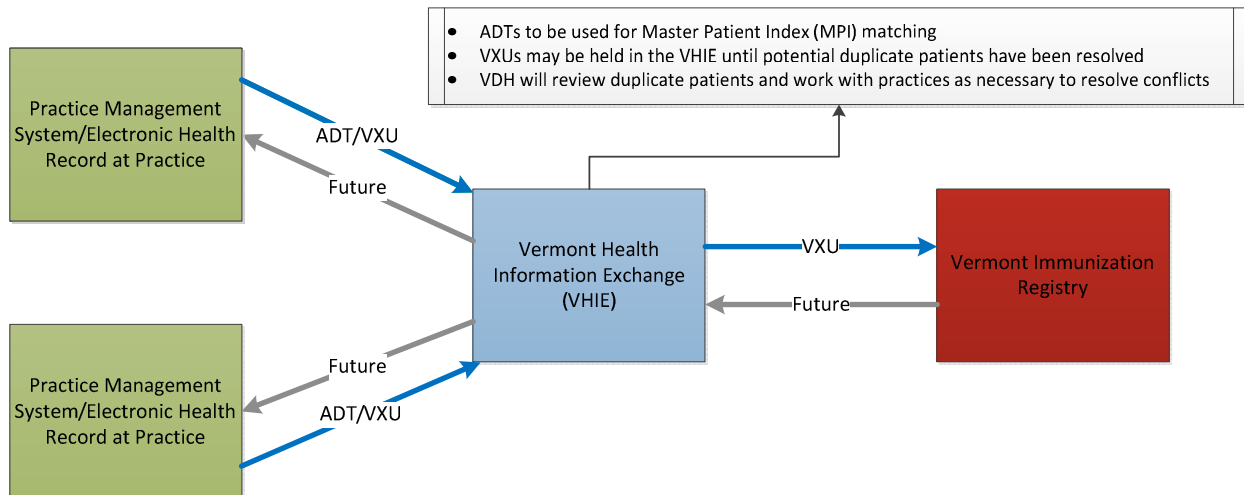 • ADTs to be used for Master Patient Index (MPI) matching
• VXUs may be held in the VHIE until potential duplicate patients have been resolved
• VDH will review duplicate patients and work with practices as necessary to resolve conflicts
Practice Management
System/Electronic Health
Record at Practice
ADT/VXU
Future
Vermont Health
Information Exchange
(VHIE)
VXU
Future
Vermont Immunization
Registry
Future
ADT/VXU
Practice Management
System/Electronic Health
Record at Practice